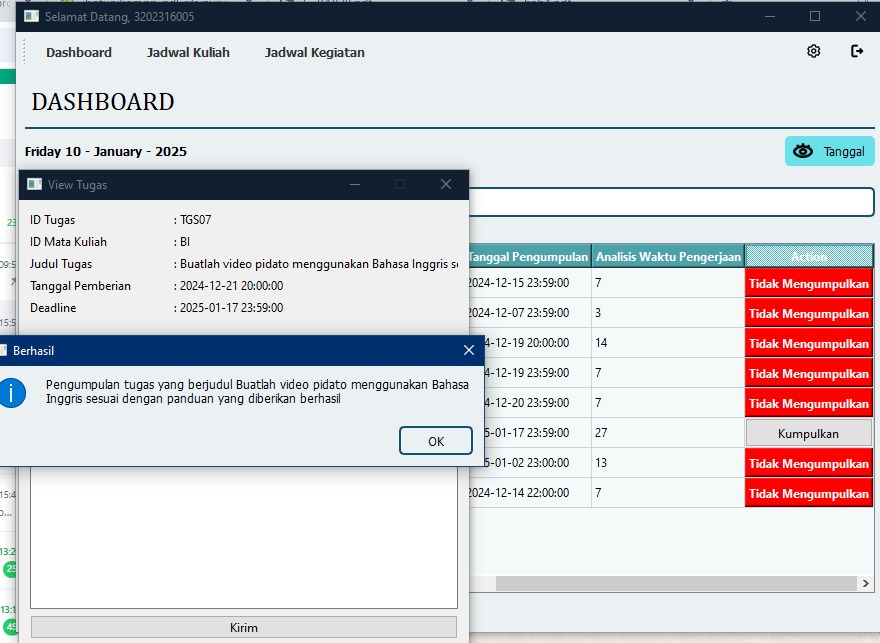 Selamat Datang, 3202316005
Dashboard Jadwal Kuliah Jadwal Kegiatan
DASHBOARD
Friday 10 - January - 2025
Tanggal
View Tugas
ID Tugas : TGS07
ID Mata Kuliah : BI
Judul Tugas : Buatlah video pidato menggunakan Bahasa Inggris se
Tanggal Pemberian : 2024-12-21 20:00:00
Deadline : 2025-01-17 23:59:00
Berhasil
Pengumpulan tugas yang berjudul Buatlah video pidato menggunakan Bahasa
Inggris sesuai dengan panduan yang diberikan berhasil
OK
Kirim
Tanggal Pengumpulan Analisis Waktu Pengerjaan Action
2024-12-15 23:59:00 7 Tidak Mengumpulkan
2024-12-07 23:59:00 3 Tidak Mengumpulkan
4-12-19 20:00:00 14 Tidak Mengumpulkan
4-12-19 23:59:00 7 Tidak Mengumpulkan
4-12-20 23:59:00 7 Tidak Mengumpulkan
5-01-17 23:59:00 27 Kumpulkan
5-01-02 23:00:00 13 Tidak Mengumpulkan
2024-12-14 22:00:00 7 Tidak Mengumpulkan